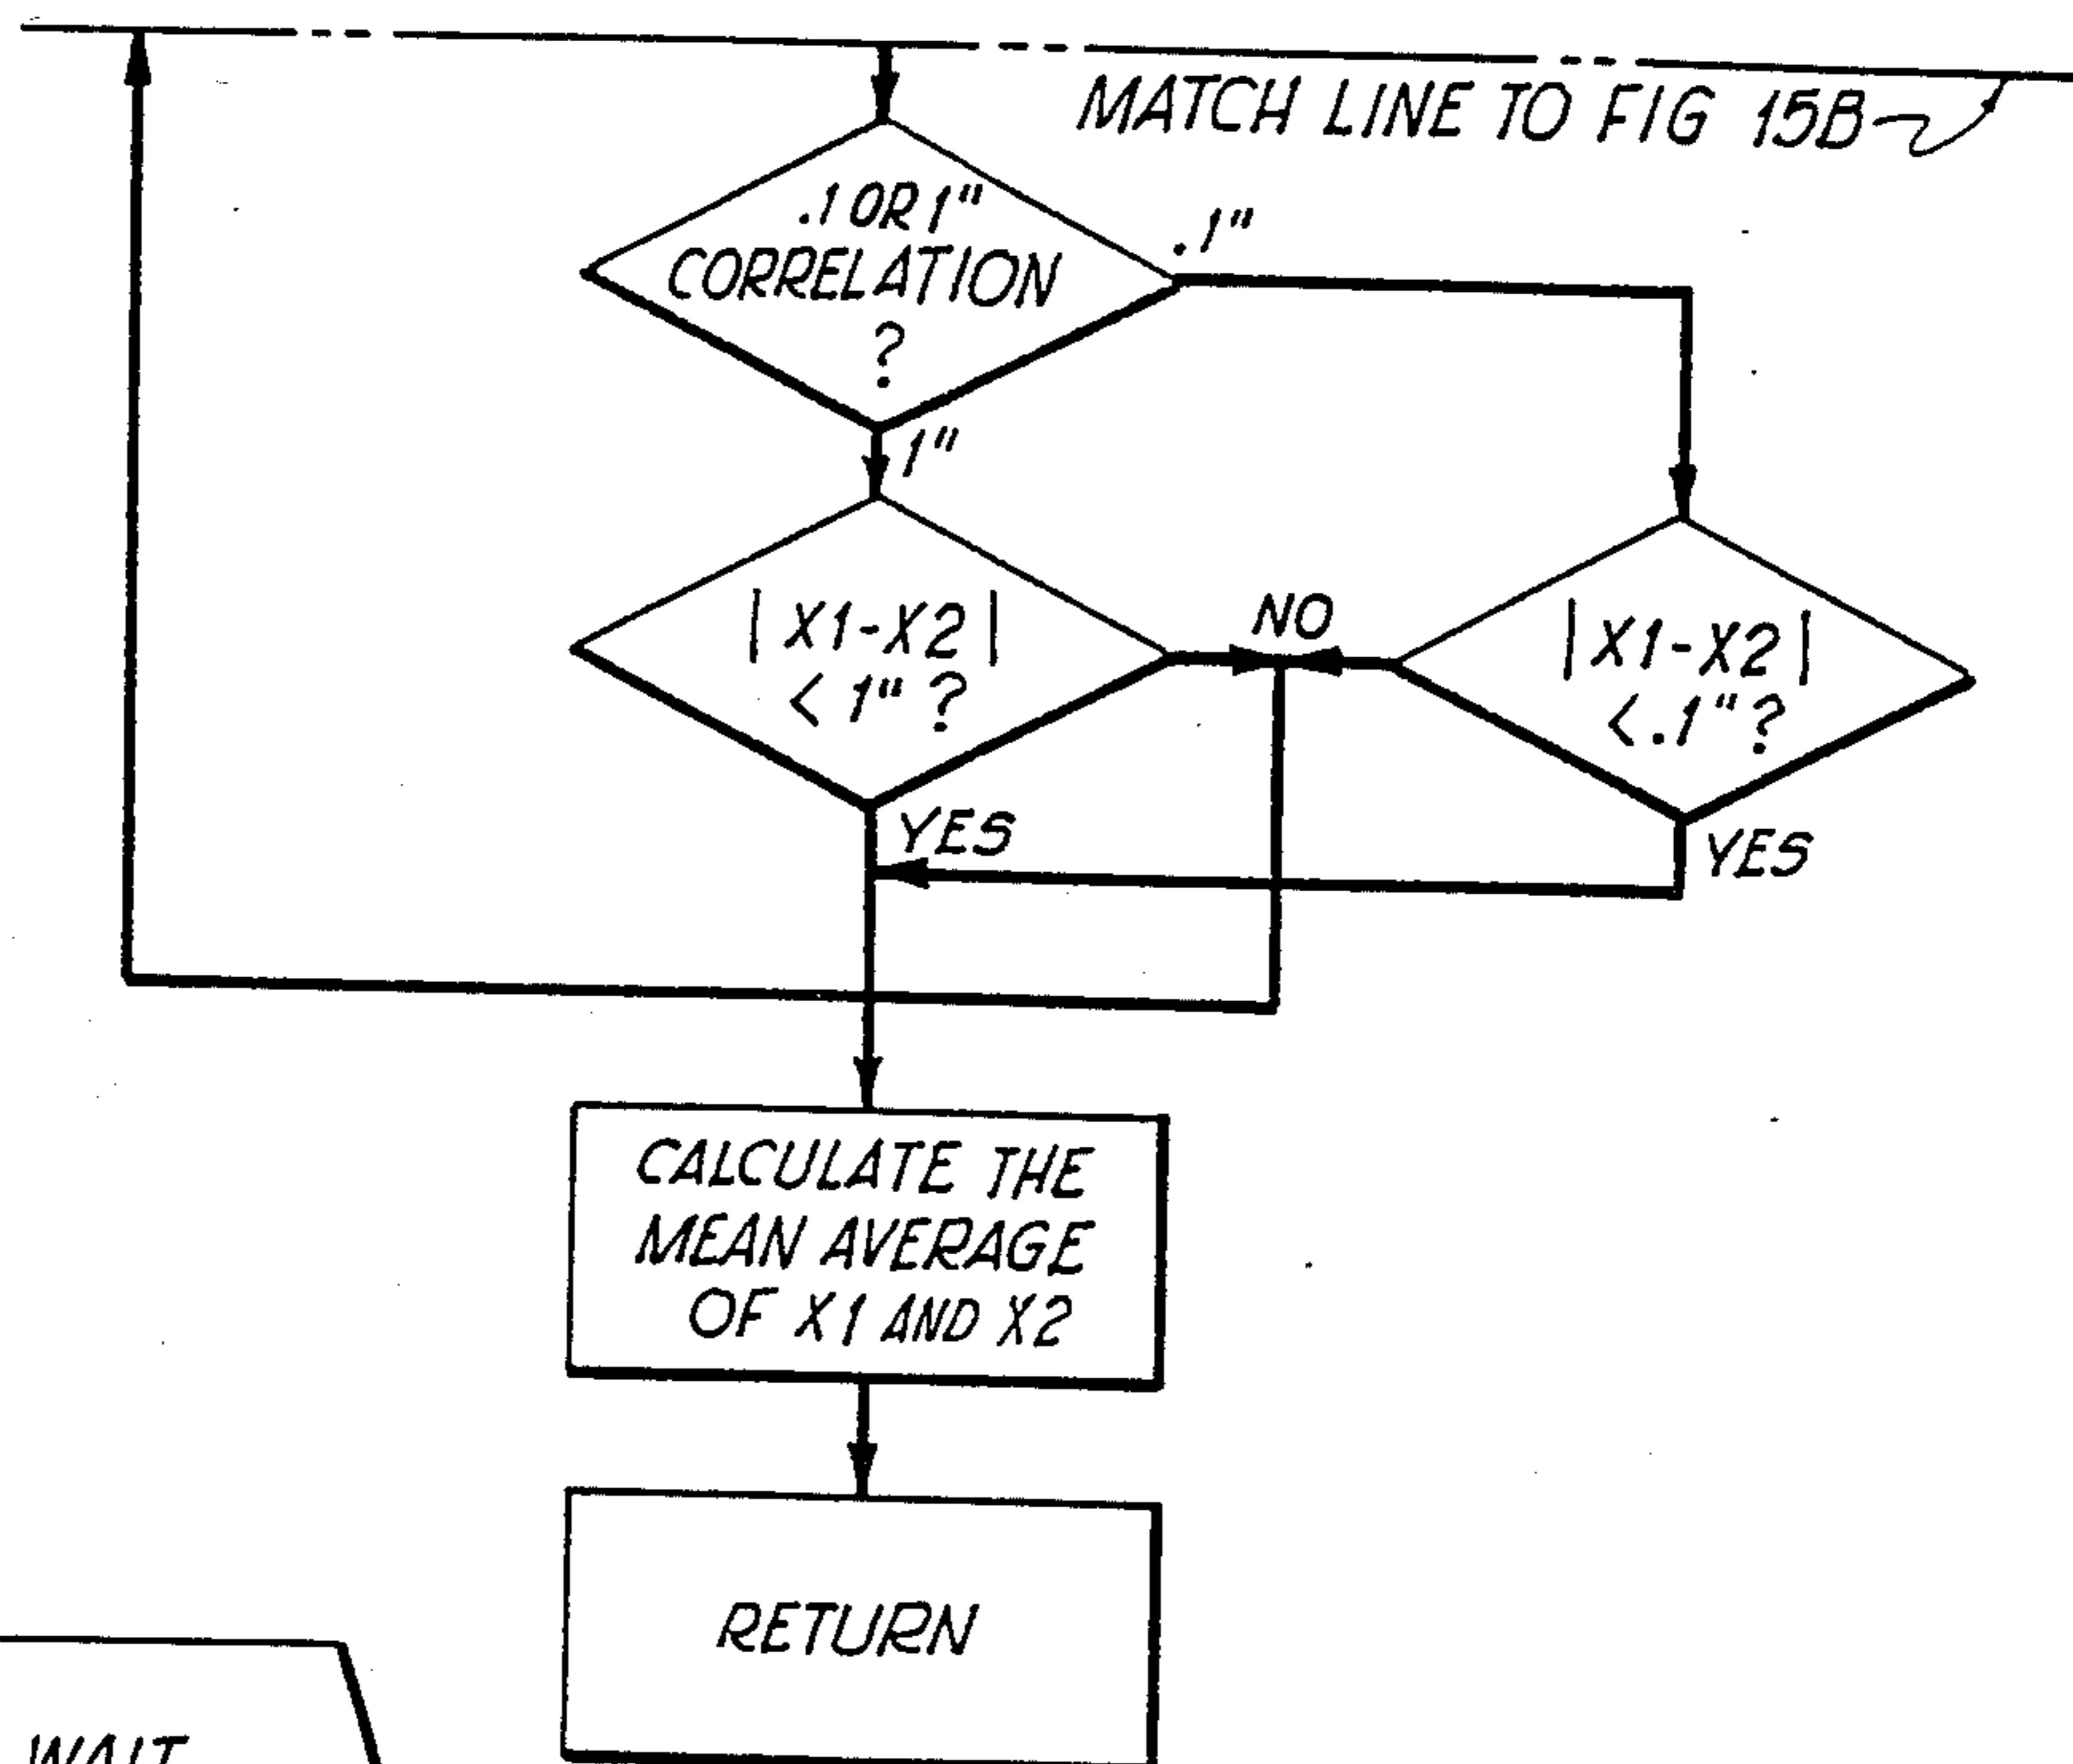 MATCH LINE TO FIG 15B
.1 OR 1"
CORRELATION
?
.1"
1"
|X1-X2|
< 1" ?
NO
|X1-X2|
<.1"?
YES
YES
CALCULATE THE
MEAN AVERAGE
OF X1 AND X2
RETURN
WAIT